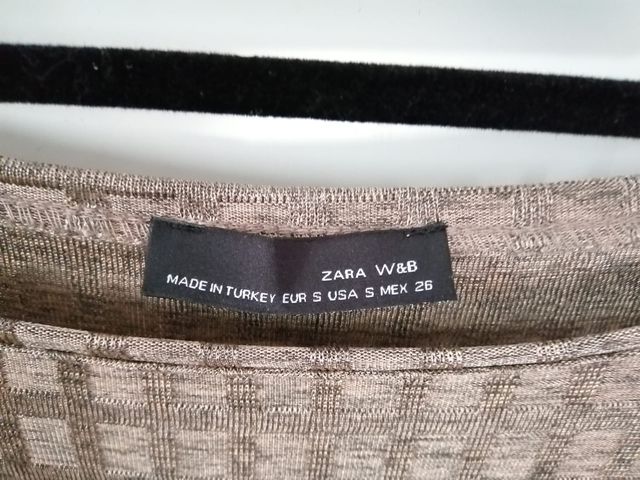 ZARA W&B
MADE IN TURKEY EUR S USA S MEX 26